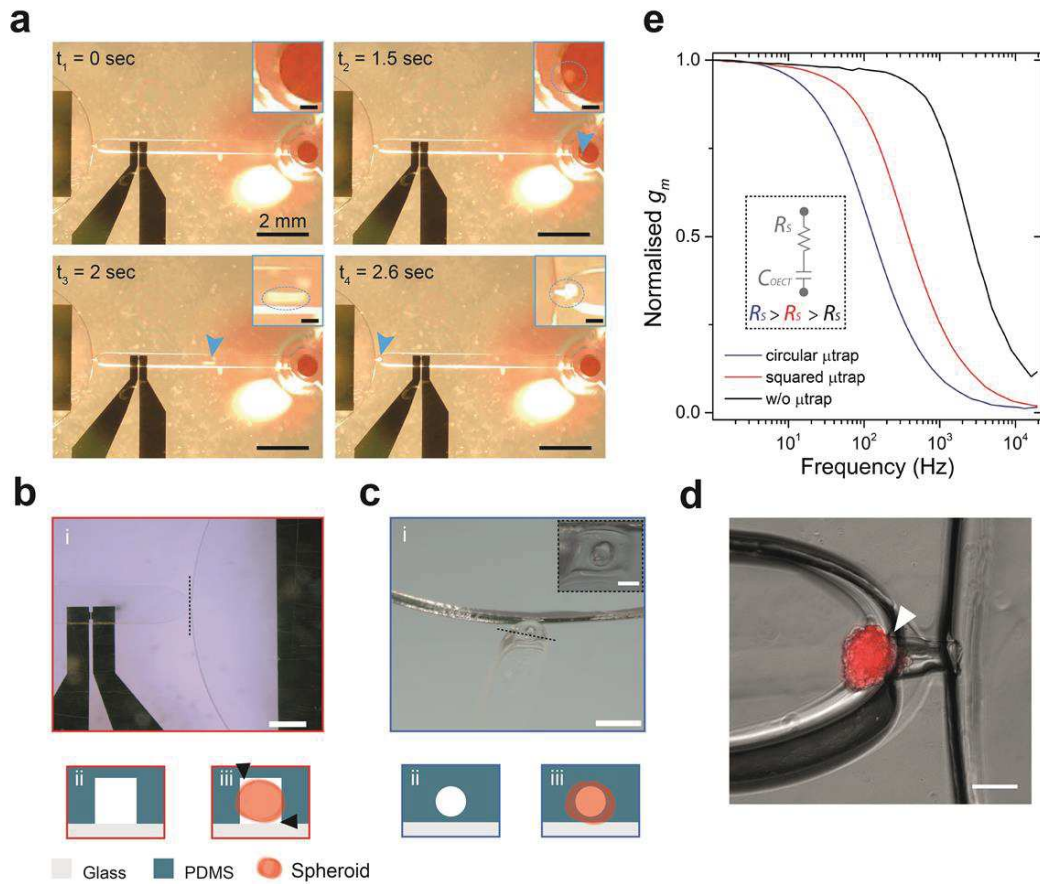 a
t₁ = 0 sec
t₂ = 1.5 sec
2 mm
t₃ = 2 sec
t₄ = 2.6 sec
e
Normalised gm
1.0
0.5
0.0
Rs
COECT
Rs > Rs > Rs
circular μtrap
squared μtrap
w/o μtrap
10¹ 10² 10³ 10⁴
Frequency (Hz)
b
i
ii
iii
c
i
ii
iii
d
Glass PDMS Spheroid